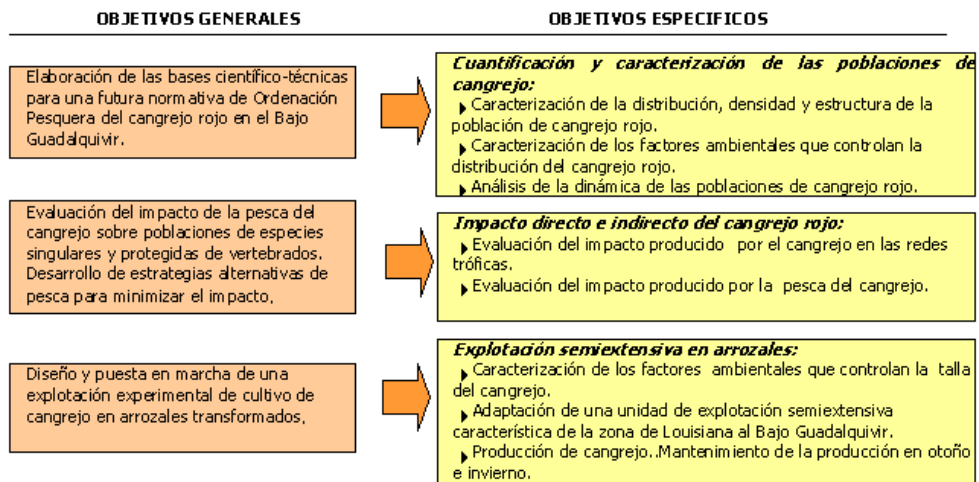 OBJETIVOS GENERALES
OBJETIVOS ESPECIFICOS
Elaboración de las bases científico-técnicas
para una futura normativa de Ordenación
Pesquera del cangrejo rojo en el Bajo
Guadalquivir.
Cuantificación y caracterización de las poblaciones de
cangrejo:
Caracterización de la distribución, densidad y estructura de la
población de cangrejo rojo.
Caracterización de los factores ambientales que controlan la
distribución del cangrejo rojo.
Análisis de la dinámica de las poblaciones de cangrejo rojo.
Evaluación del impacto de la pesca del
cangrejo sobre poblaciones de especies
singulares y protegidas de vertebrados.
Desarrollo de estrategias alternativas de
pesca para minimizar el impacto,
Impacto directo e indirecto del cangrejo rojo:
Evaluación del impacto producido por el cangrejo en las redes
tróficas.
Evaluación del impacto producido por la pesca del cangrejo.
Diseño y puesta en marcha de una
explotación experimental de cultivo de
cangrejo en arrozales transformados,
Explotación semiextensiva en arrozales:
Caracterización de los factores ambientales que controlan la talla
del cangrejo.
Adaptación de una unidad de explotación semiextensiva
característica de la zona de Louisiana al Bajo Guadalquivir.
Producción de cangrejo..Mantenimiento de la producción en otoño
e invierno.